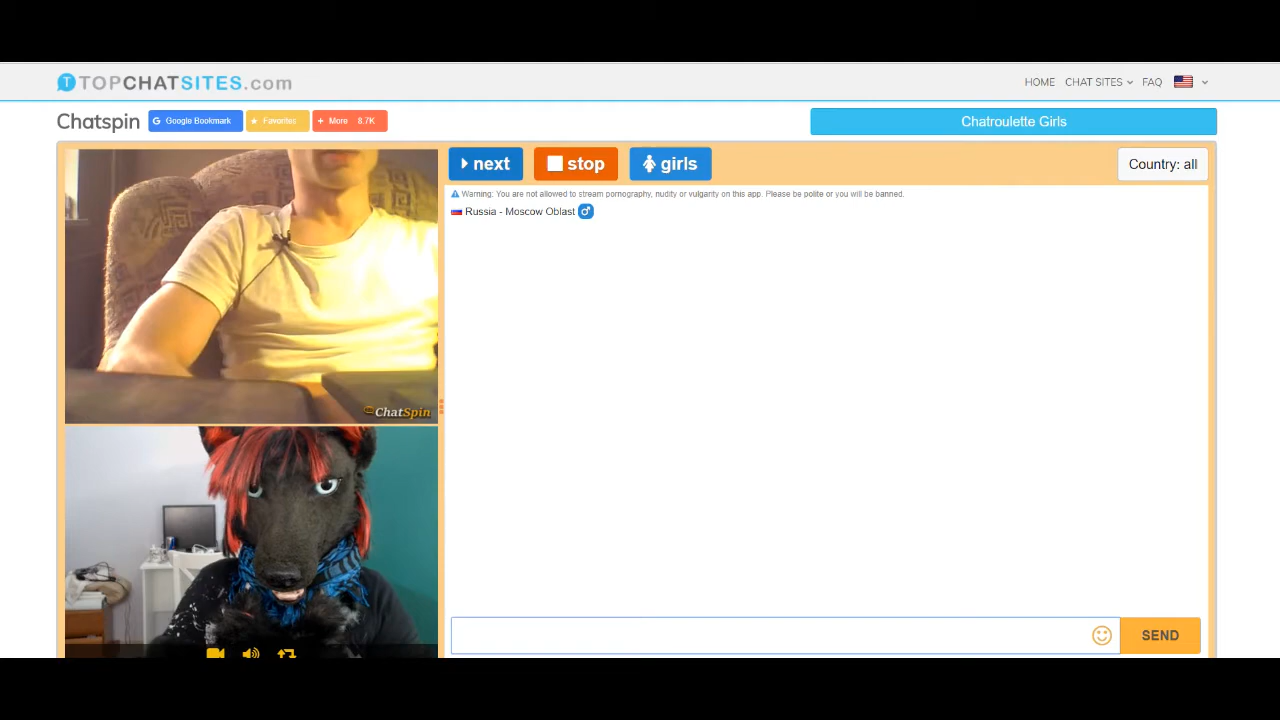 TTOPCHATSITES.com
HOME CHAT SITES FAQ
Chatspin G Google Bookmark Favorites + More 8.7K Chatroulette Girls
next stop girls Country: all
Warning: You are not allowed to stream pornography, nudity or vulgarity on this app. Please be polite or you will be banned.
Russia - Moscow Oblast
ChatSpin
SEND